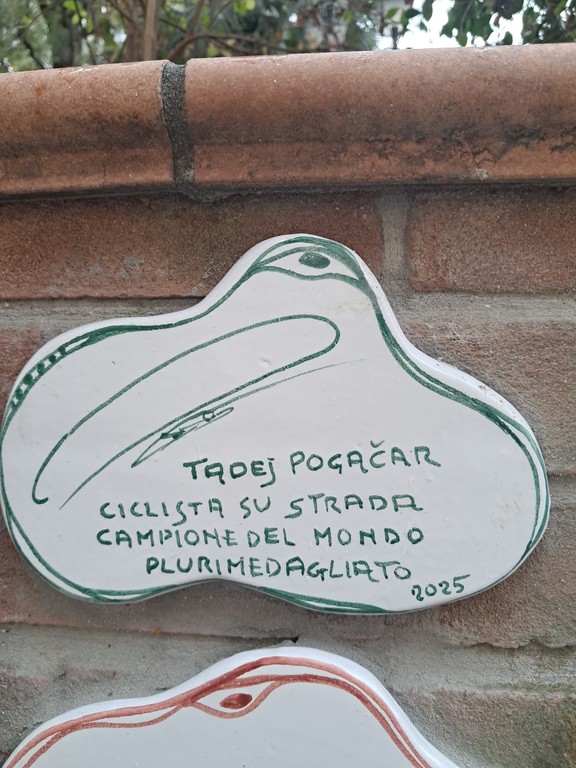 TADEJ POGAČAR
CICLISTA SU STRADA
CAMPIONE DEL MONDO
PLURIMEDAGLIATO
2025